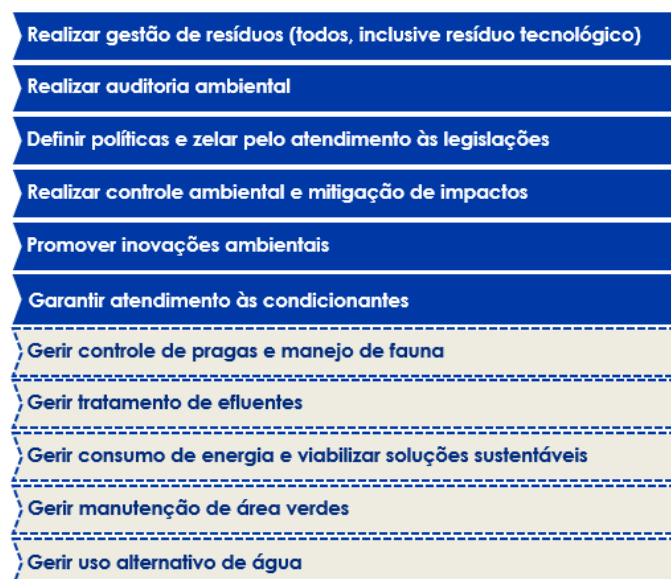 Realizar gestão de resíduos (todos, inclusive resíduo tecnológico)
Realizar auditoria ambiental
Definir políticas e zelar pelo atendimento às legislações
Realizar controle ambiental e mitigação de impactos
Promover inovações ambientais
Garantir atendimento às condicionantes
Gerir controle de pragas e manejo de fauna
Gerir tratamento de efluentes
Gerir consumo de energia e viabilizar soluções sustentáveis
Gerir manutenção de área verdes
Gerir uso alternativo de água